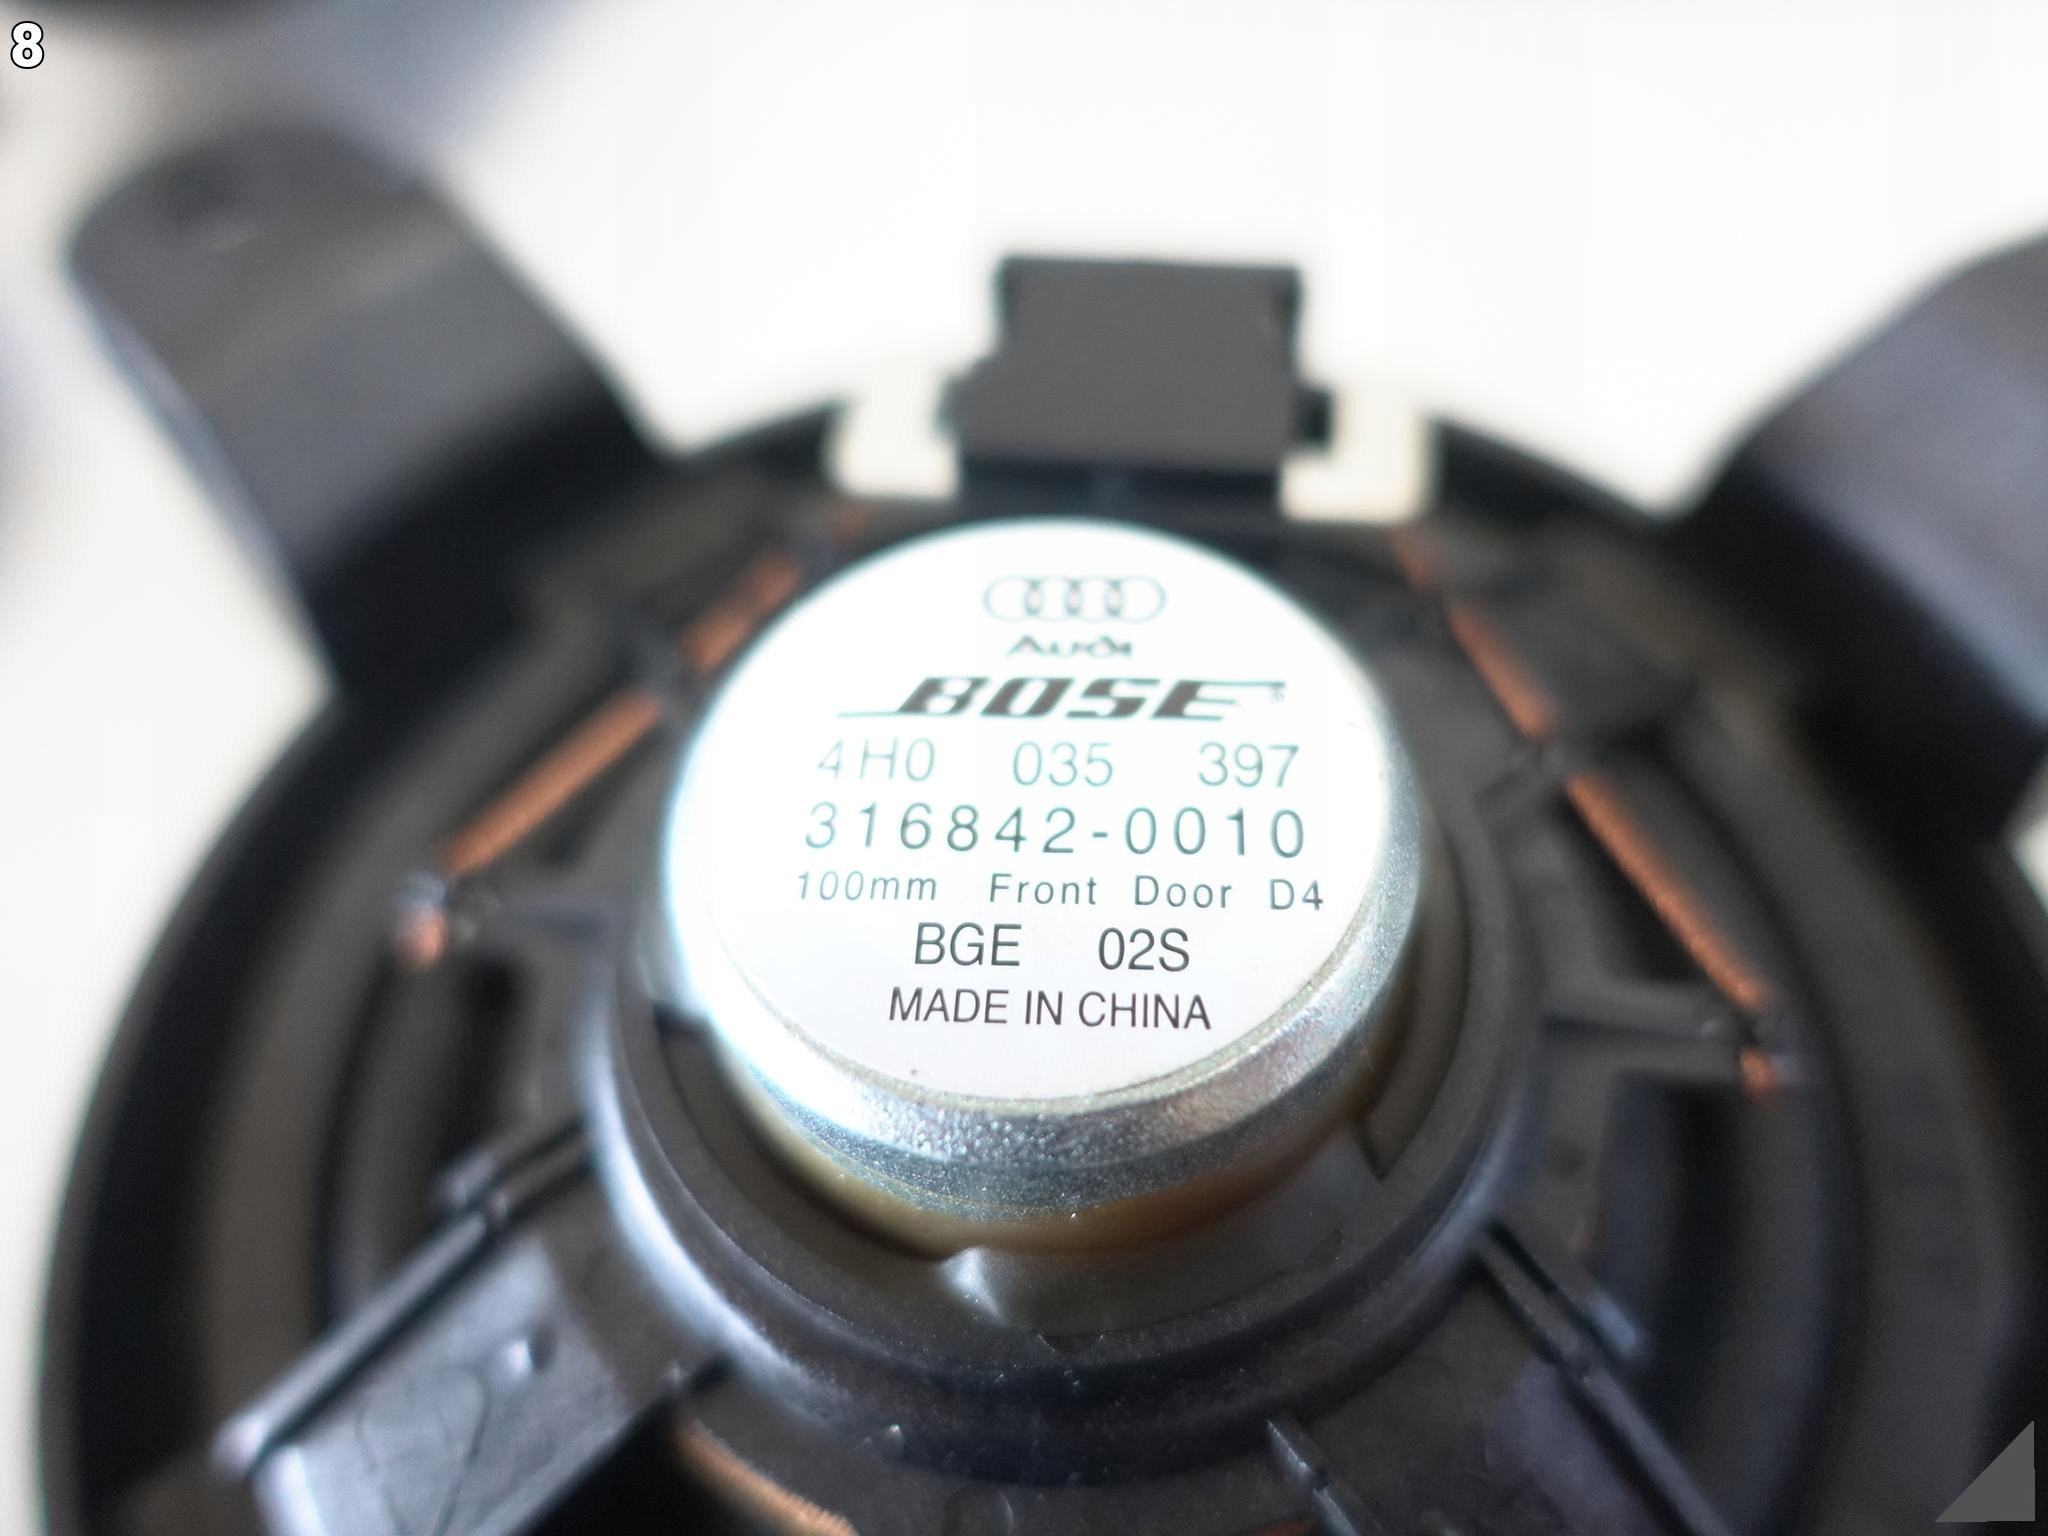 8
Audi
BOSE®
4H0 035 397
316842-0010
100mm Front Door D4
BGE 02S
MADE IN CHINA